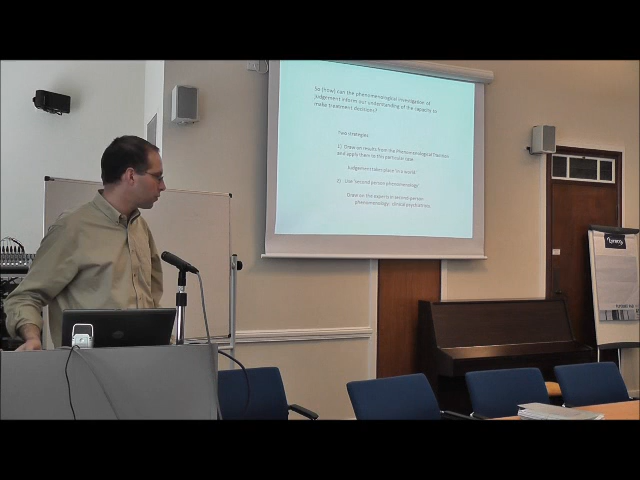 So (how) can the phenomenological investigation of
judgement inform our understanding of the capacity to
make treatment decisions?
Two strategies:
1) Draw on results from the Phenomenological Tradition
and apply them to this particular case
Judgement takes place 'in a world'
Use 'second person phenomenology'
Draw on the experts in second person
phenomenology: clinical psychiatrists